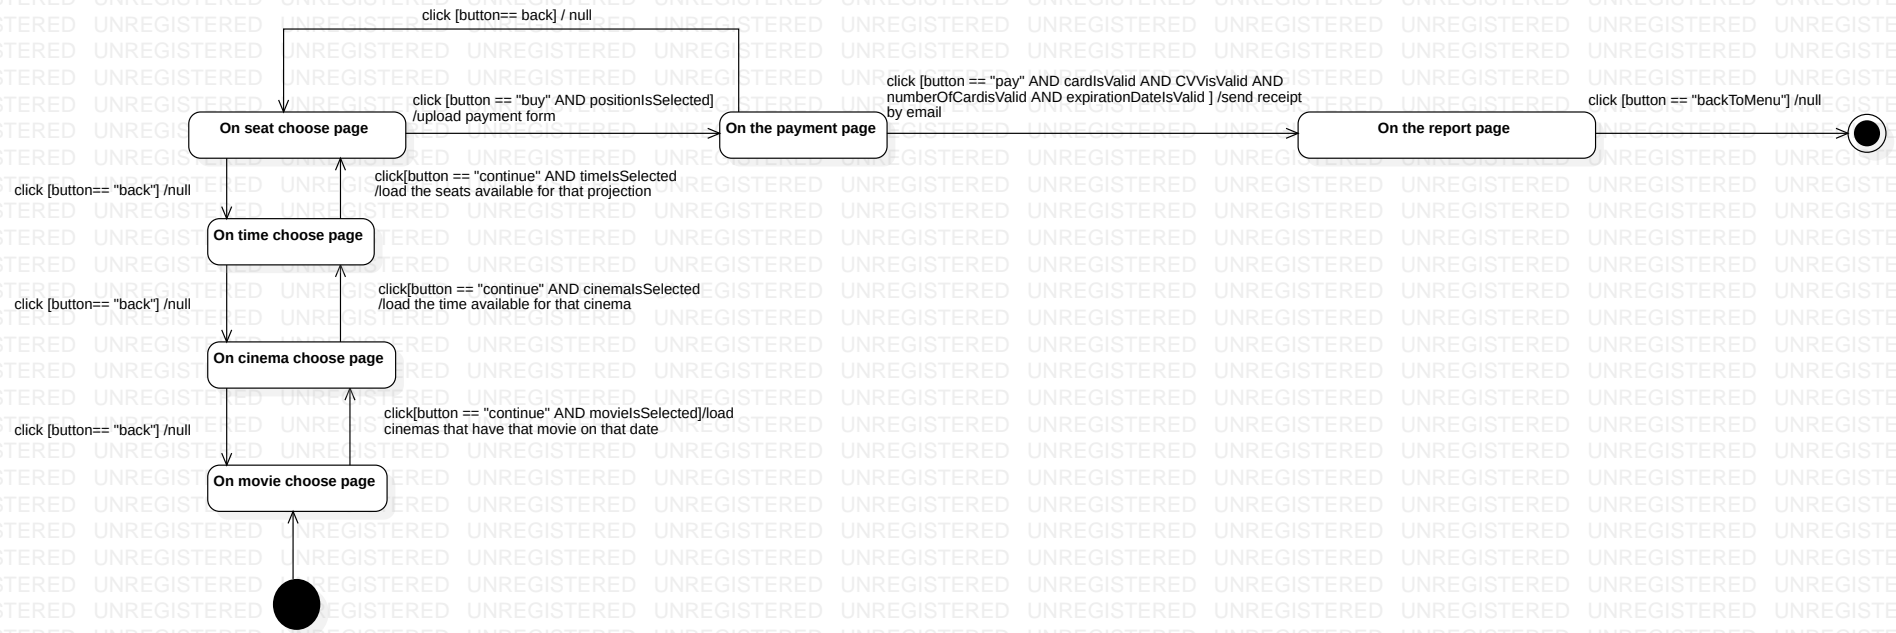 click [button== back] / null
click [button == "buy" AND positionIsSelected]
/upload payment form
click [button == "pay" AND cardIsValid AND CVVisValid AND
numberOfCardisValid AND expirationDateIsValid ] /send receipt
by email
click [button == "backToMenu"] /null
On seat choose page
On the payment page
On the report page
click [button== "back"] /null
click[button == "continue" AND timeIsSelected
/load the seats available for that projection
On time choose page
click [button== "back"] /null
click[button == "continue" AND cinemaIsSelected
/load the time available for that cinema
On cinema choose page
click [button== "back"] /null
click[button == "continue" AND movieIsSelected]/load
cinemas that have that movie on that date
On movie choose page
UNREGISTERED